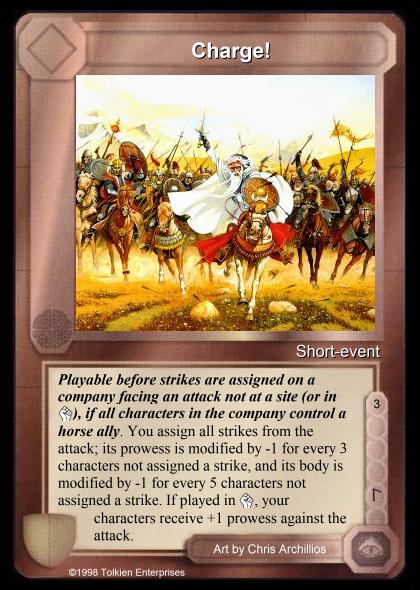 Charge!
Short-event
Playable before strikes are assigned on a
company facing an attack not at a site (or in
), if all characters in the company control a
horse ally. You assign all strikes from the
attack; its prowess is modified by -1 for every 3
characters not assigned a strike, and its body is
modified by -1 for every 5 characters not
assigned a strike. If played in , your
characters receive +1 prowess against the
attack.
3
Art by Chris Archillios
©1998 Tolkien Enterprises